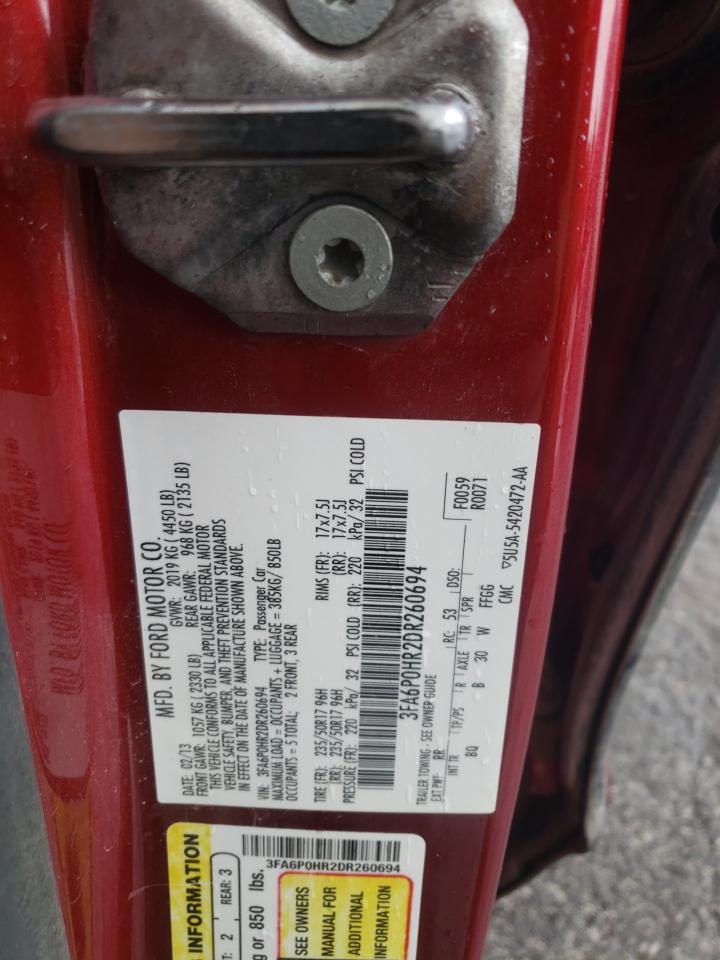 MFD. BY FORD MOTOR CO.
DATE: 02/13 GVWR: 2019 KG ( 4450 LB)
FRONT GAWR: 1057 KG ( 2330 LB) REAR GAWR: 968 KG ( 2135 LB)
THIS VEHICLE CONFORMS TO ALL APPLICABLE FEDERAL MOTOR
VEHICLE SAFETY, BUMPER, AND THEFT PREVENTION STANDARDS
IN EFFECT ON THE DATE OF MANUFACTURE SHOWN ABOVE.
VIN: 3FA6P0HR2DR260694 TYPE: Passenger Car
MAXIMUM LOAD = OCCUPANTS + LUGGAGE = 385KG/ 850LB
OCCUPANTS = 5 TOTAL: 2 FRONT, 3 REAR
TIRE (FR): 235/50R17 96H RIMS (FR): 17x7.5J
(RR): 235/50R17 96H (RR): 17x7.5J
PRESSURE (FR): 220 kPa/ 32 PSI COLD (RR): 220 kPa/ 32 PSI COLD
3FA6P0HR2DR260694
TRAILER TOWING - SEE OWNER GUIDE
EXT PNT: RR RC: 53 DSO: F0059
R0071
INT TR TP/PS R AXLE TR SPR
BQ B 30 W FFGG
CMC ▽5U5A-5420472-AA
INFORMATION
3FA6P0HR2DR260694
2 REAR: 3
or 850 lbs.
SEE OWNERS
MANUAL FOR
ADDITIONAL
INFORMATION